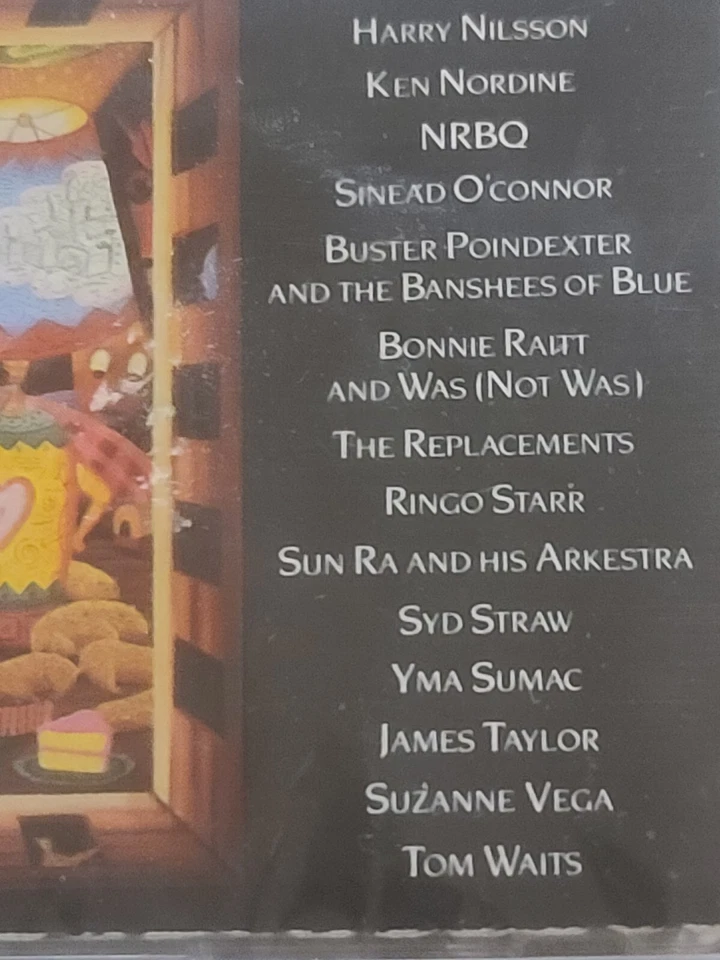 HARRY NILSSON
KEN NORDINE
NRBQ
SINEAD O'CONNOR
BUSTER POINDEXTER
AND THE BANSHEES OF BLUE
BONNIE RAITT
AND WAS (NOT WAS)
THE REPLACEMENTS
RINGO STARR
SUN RA AND HIS ARKESTRA
SYD STRAW
YMA SUMAC
JAMES TAYLOR
SUZANNE VEGA
TOM WAITS